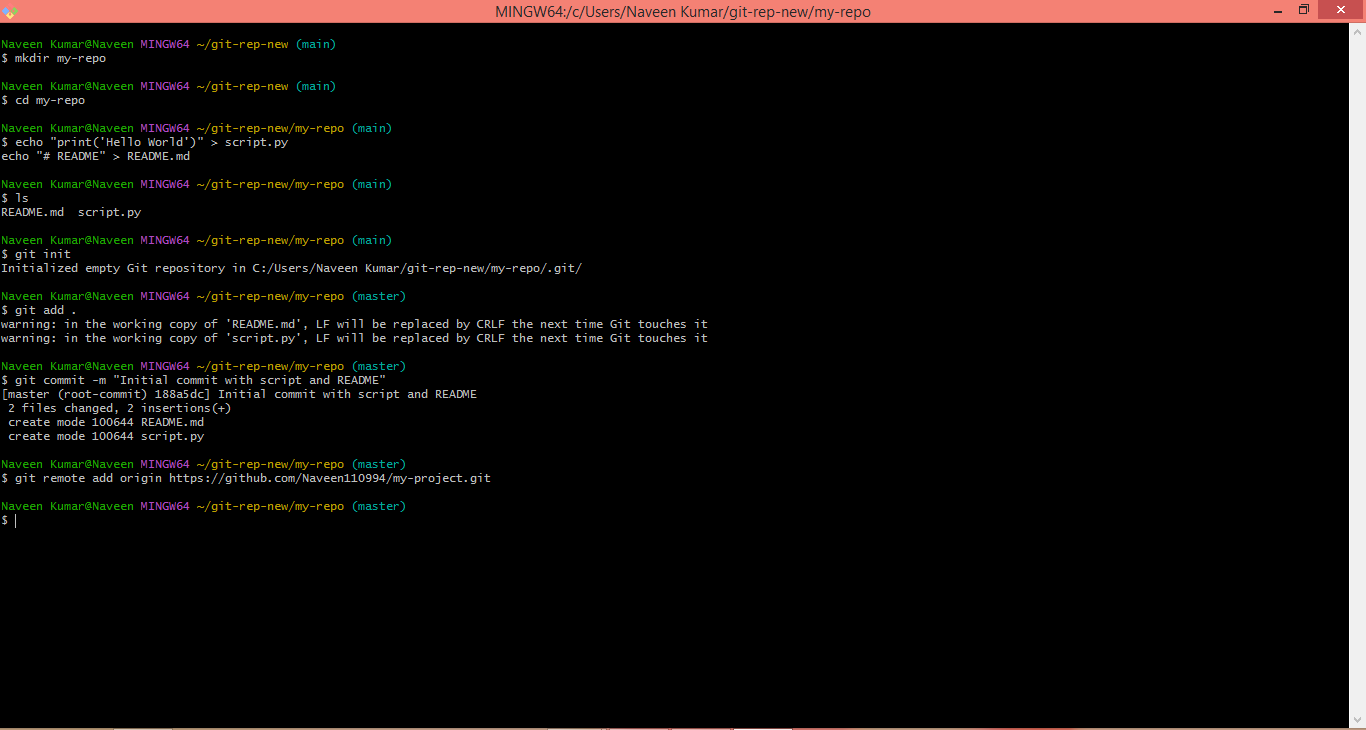 MINGW64:/c/Users/Naveen Kumar/git-rep-new/my-repo
Naveen Kumar@Naveen MINGW64 ~/git-rep-new (main)
$ mkdir my-repo
Naveen Kumar@Naveen MINGW64 ~/git-rep-new (main)
$ cd my-repo
Naveen Kumar@Naveen MINGW64 ~/git-rep-new/my-repo (main)
$ echo "print('Hello World')" > script.py
echo "# README" > README.md
Naveen Kumar@Naveen MINGW64 ~/git-rep-new/my-repo (main)
$ ls
README.md  script.py
Naveen Kumar@Naveen MINGW64 ~/git-rep-new/my-repo (main)
$ git init
Initialized empty Git repository in C:/Users/Naveen Kumar/git-rep-new/my-repo/.git/
Naveen Kumar@Naveen MINGW64 ~/git-rep-new/my-repo (master)
$ git add .
warning: in the working copy of 'README.md', LF will be replaced by CRLF the next time Git touches it
warning: in the working copy of 'script.py', LF will be replaced by CRLF the next time Git touches it
Naveen Kumar@Naveen MINGW64 ~/git-rep-new/my-repo (master)
$ git commit -m "Initial commit with script and README"
[master (root-commit) 188a5dc] Initial commit with script and README
 2 files changed, 2 insertions(+)
 create mode 100644 README.md
 create mode 100644 script.py
Naveen Kumar@Naveen MINGW64 ~/git-rep-new/my-repo (master)
$ git remote add origin https://github.com/Naveen110994/my-project.git
Naveen Kumar@Naveen MINGW64 ~/git-rep-new/my-repo (master)
$